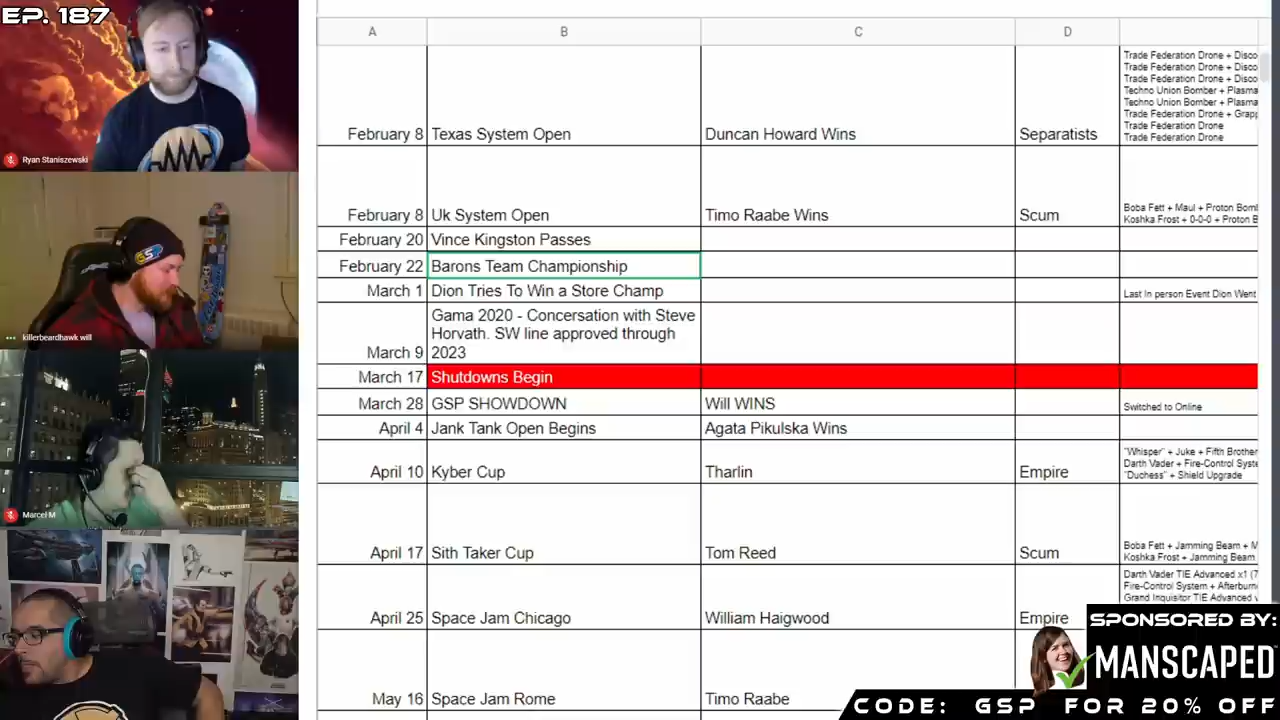 EP. 187
A B C D
Trade Federation Drone + Disco
Trade Federation Drone + Disco
Trade Federation Drone + Disco
Techno Union Bomber + Plasma
Techno Union Bomber + Plasma
Trade Federation Drone + Grapp
Trade Federation Drone
Trade Federation Drone
February 8 Texas System Open Duncan Howard Wins Separatists
Ryan Staniszewski
Boba Fett + Maul + Proton Bomb
Koshka Frost + 0-0-0 + Proton B
February 8 Uk System Open Timo Raabe Wins Scum
February 20 Vince Kingston Passes
February 22 Barons Team Championship
March 1 Dion Tries To Win a Store Champ Last In person Event Dion Went
Gama 2020 - Concersation with Steve
Horvath. SW line approved through
March 9 2023
killerbeardhawk will
March 17 Shutdowns Begin
March 28 GSP SHOWDOWN Will WINS Switched to Online
April 4 Jank Tank Open Begins Agata Pikulska Wins
"Whisper" + Juke + Fifth Brother
Darth Vader + Fire-Control Syste
"Duchess" + Shield Upgrade
April 10 Kyber Cup Tharlin Empire
Marcel M
Boba Fett + Jamming Beam + M
Koshka Frost + Jamming Beam
April 17 Sith Taker Cup Tom Reed Scum
Darth Vader TIE Advanced x1 (7
Fire-Control System + Afterburn
Grand Inquisitor TIE Advanced v
April 25 Space Jam Chicago William Haigwood Empire
May 16 Space Jam Rome Timo Raabe
SPONSORED BY:
MANSCAPED
CODE: GSP FOR 20% OFF